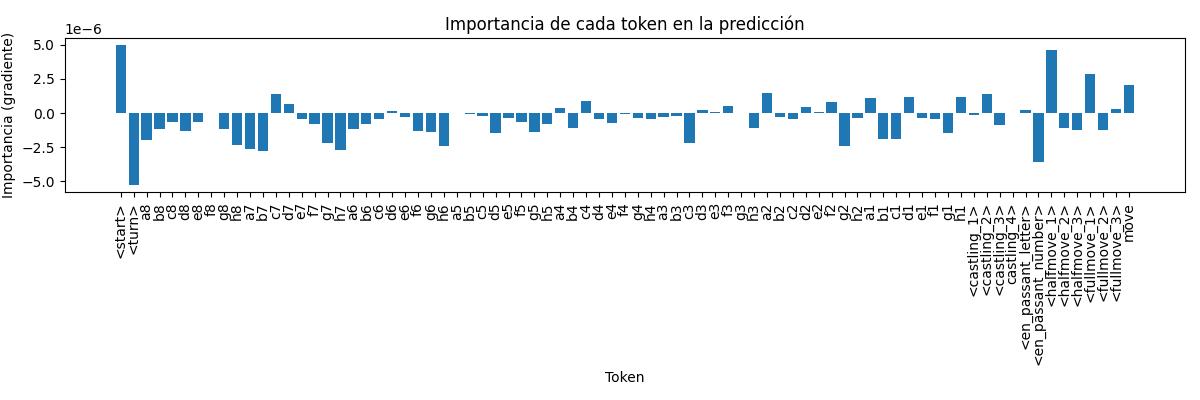 Importancia de cada token en la predicción
1e−6
Importancia (gradiente)
5.0
2.5
0.0
−2.5
−5.0
<start>
<turn>
a8
b8
c8
d8
e8
f8
g8
h8
a7
b7
c7
d7
e7
f7
g7
h7
a6
b6
c6
d6
e6
f6
g6
h6
a5
b5
c5
d5
e5
f5
g5
h5
a4
b4
c4
d4
e4
f4
g4
h4
a3
b3
c3
d3
e3
f3
g3
h3
a2
b2
c2
d2
e2
f2
g2
h2
a1
b1
c1
d1
e1
f1
g1
h1
<castling_1>
<castling_2>
<castling_3>
castling_4>
<en_passant_letter>
<en_passant_number>
<halfmove_1>
<halfmove_2>
<halfmove_3>
<fullmove_1>
<fullmove_2>
<fullmove_3>
move
Token